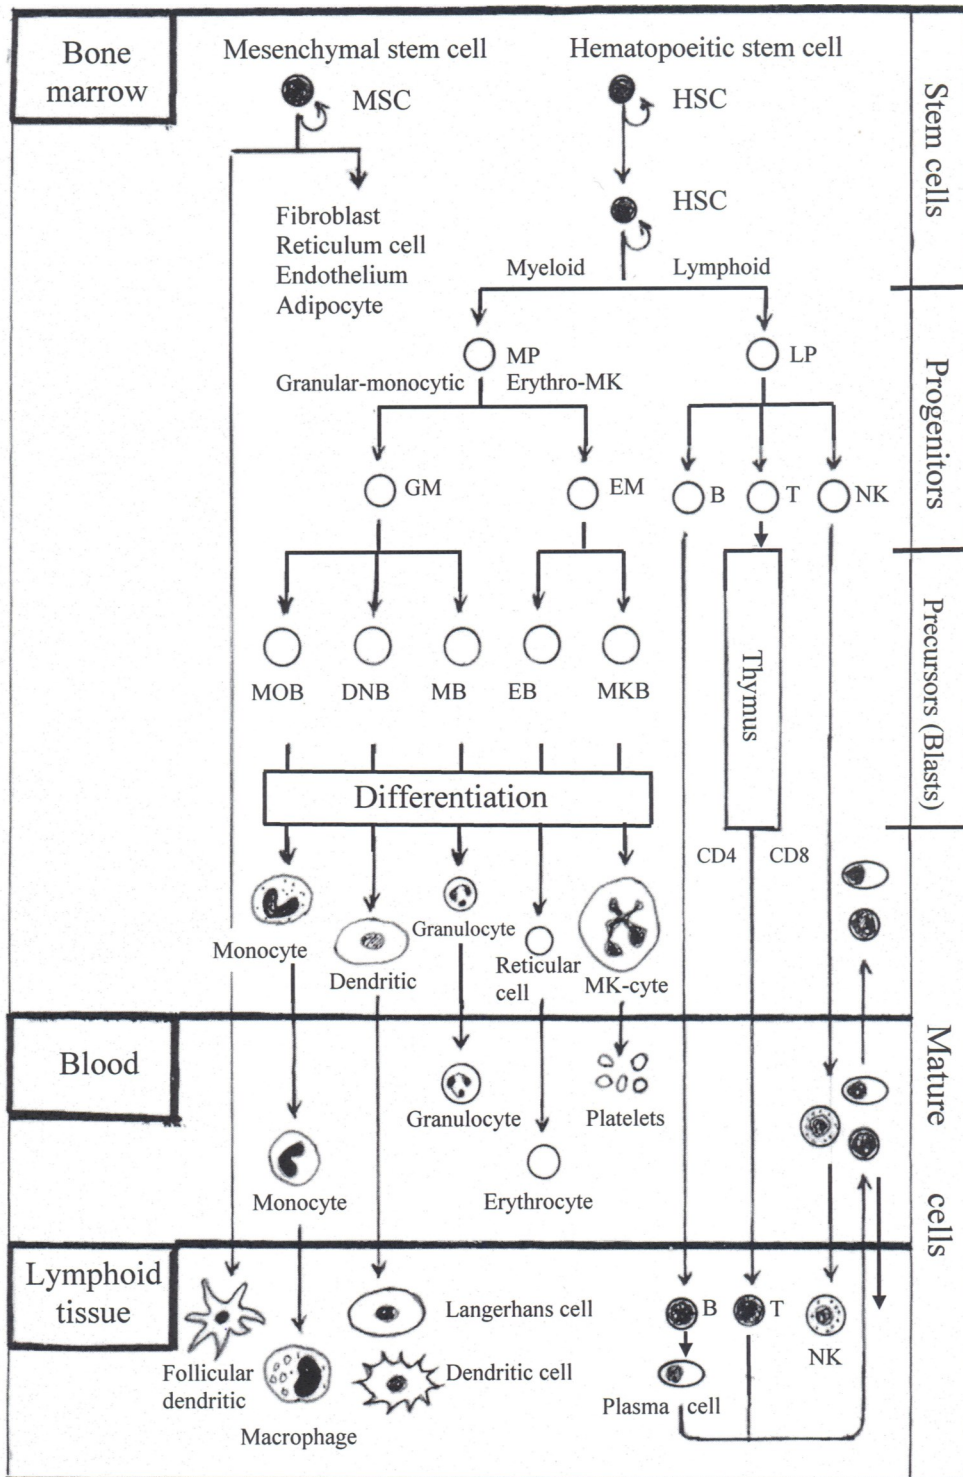 Bone
marrow
Mesenchymal stem cell
Hematopoeitic stem cell
MSC
HSC
HSC
Fibroblast
Reticulum cell
Endothelium
Adipocyte
Myeloid
Lymphoid
MP
LP
Granular-monocytic
Erythro-MK
GM
EM
B
T
NK
MOB
DNB
MB
EB
MKB
Thymus
Differentiation
CD4
CD8
Monocyte
Dendritic
Granulocyte
Reticular
cell
MK-cyte
Blood
Granulocyte
Platelets
Monocyte
Erythrocyte
Lymphoid
tissue
Follicular
dendritic
Macrophage
Langerhans cell
Dendritic cell
B
T
NK
Plasma cell
Stem cells
Progenitors
Precursors (Blasts)
Mature cells